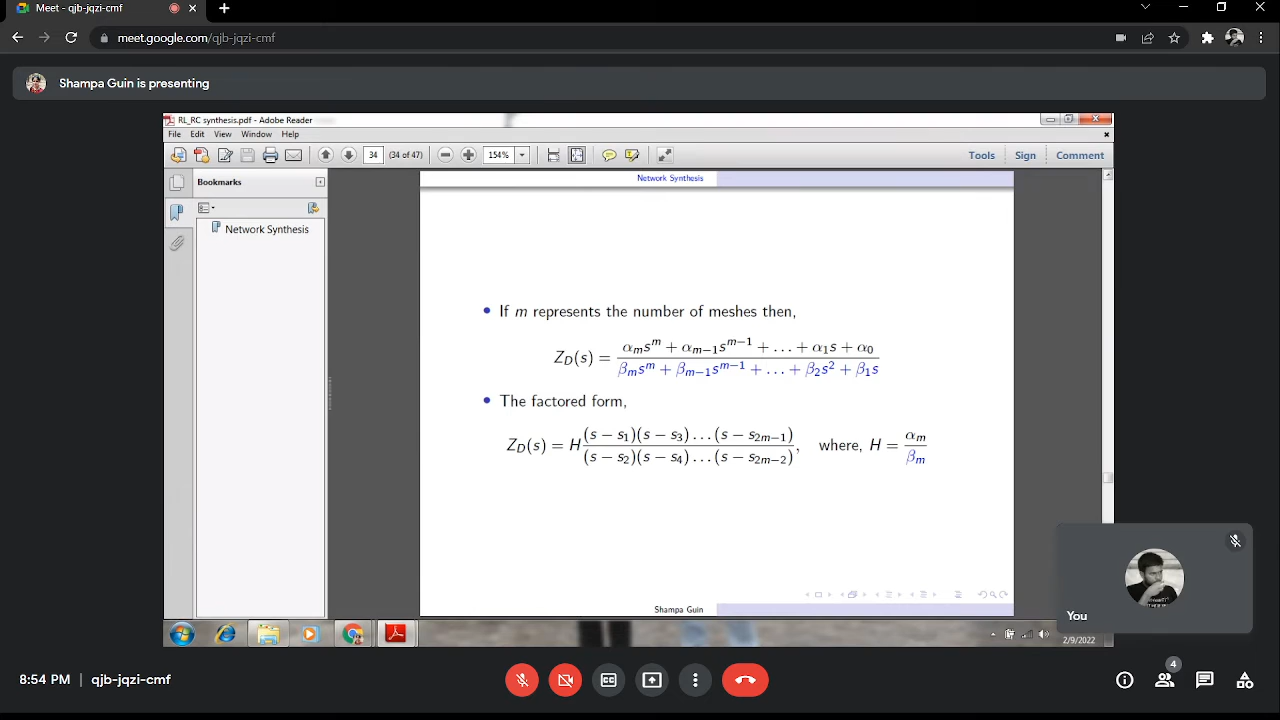 Meet - qjb-jqzi-cmf
meet.google.com/qjb-jqzi-cmf
Shampa Guin is presenting
RL_RC synthesis.pdf - Adobe Reader
File Edit View Window Help
34 (34 of 47) 154% Tools Sign Comment
Bookmarks
Network Synthesis
Network Synthesis
• If m represents the number of meshes then,
Z_D(s) = \frac{α_m s^m + α_{m−1} s^{m−1} + … + α_1 s + α_0}{β_m s^m + β_{m−1} s^{m−1} + … + β_2 s^2 + β_1 s}
• The factored form,
Z_D(s) = H \frac{(s − s_1)(s − s_3) … (s − s_{2m−1})}{(s − s_2)(s − s_4) … (s − s_{2m−2})}, where, H = \frac{α_m}{β_m}
Shampa Guin
You
2/9/2022
8:54 PM | qjb-jqzi-cmf
4